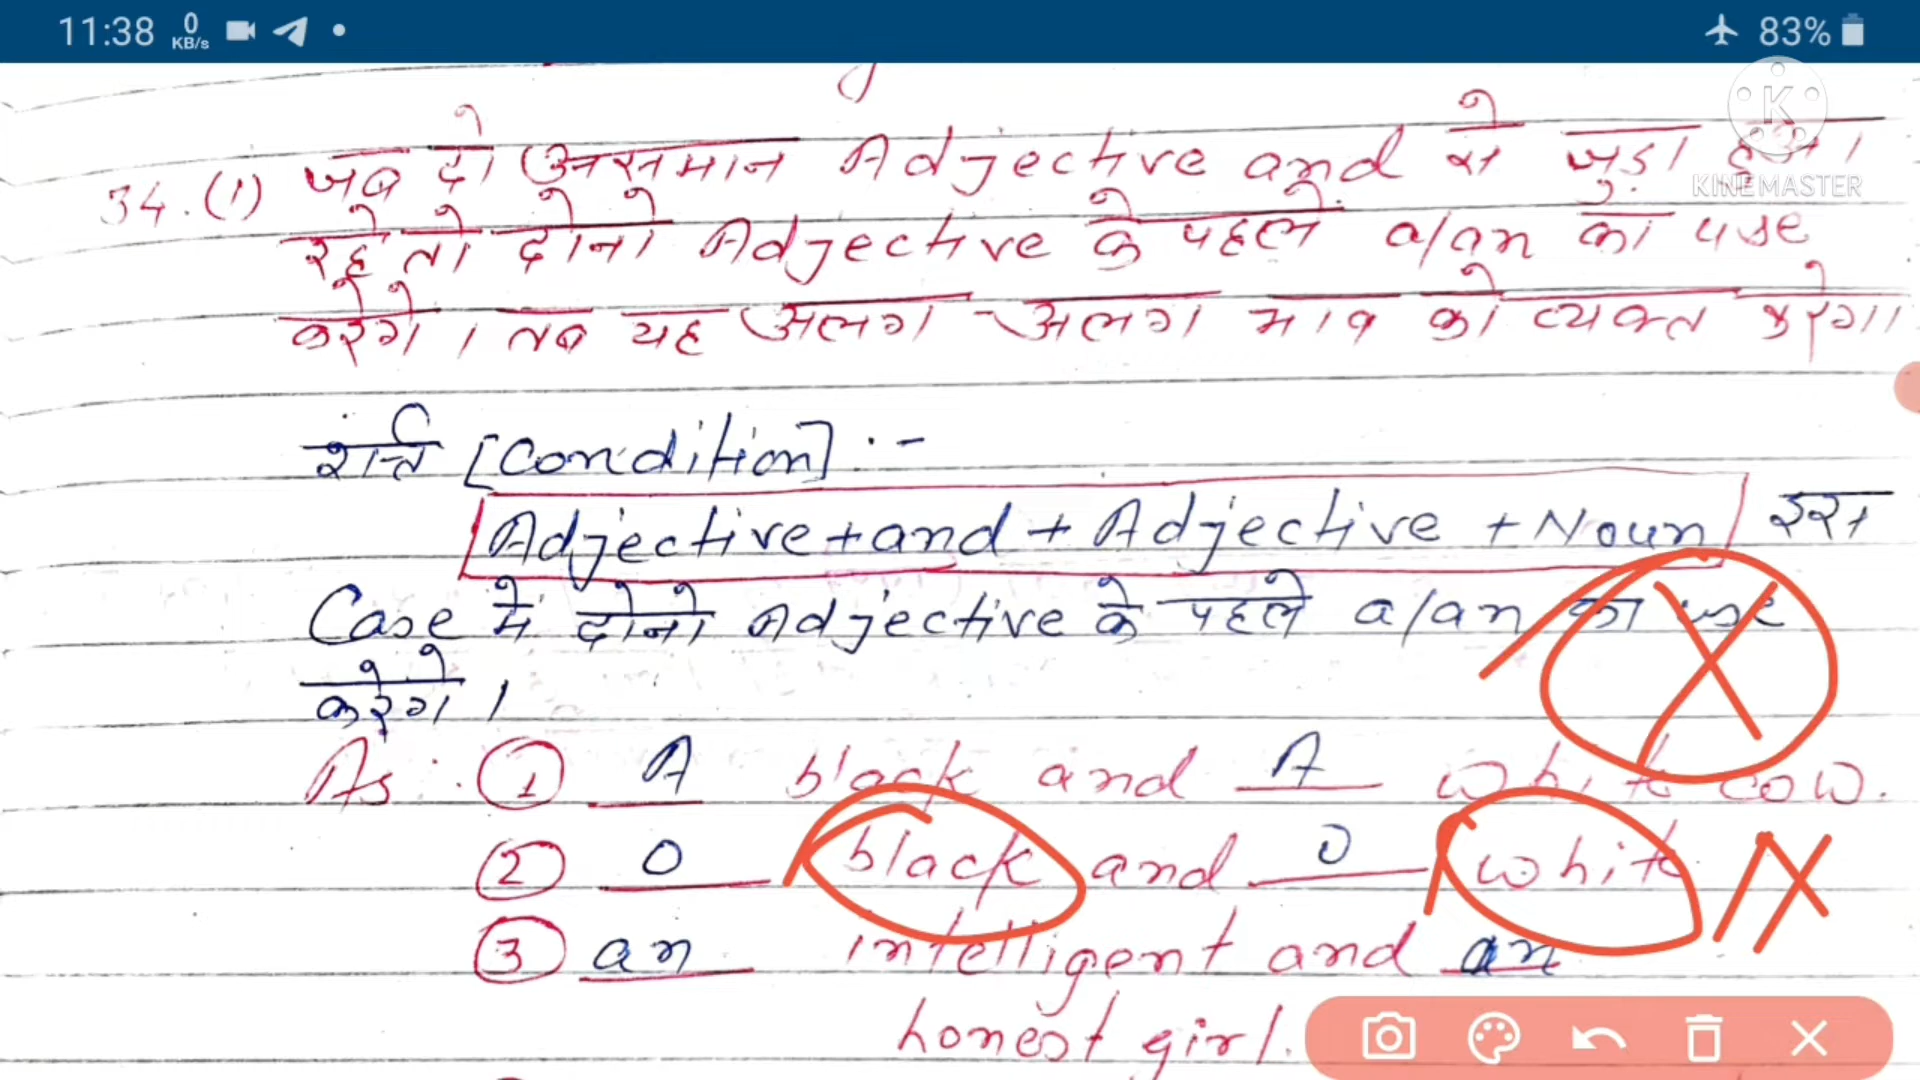 11:38 0 KB/s 83%
KINEMASTER
34. (1) जब दो असमान Adjective and से जुड़ा हुआ
रहे तो दोनों Adjective के पहले a/an का use
करेंगे। तब यह अलग-अलग भाव को व्यक्त करेगा।
शर्त [Condition] :-
Adjective + and + Adjective + Noun इस
Case में दोनों Adjective के पहले a/an का use
करेंगे।
As :- (1) A black and A white cow.
(2) 0 black and 0 white
(3) an intelligent and an
honest girl.